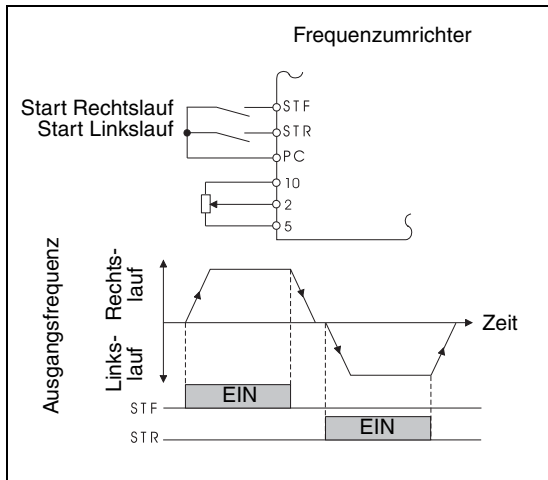 Frequenzumrichter
Start Rechtslauf
Start Linkslauf
STF
STR
PC
10
2
5
Ausgangsfrequenz
Rechts-
lauf
Links-
lauf
Zeit
EIN
STF
EIN
STR